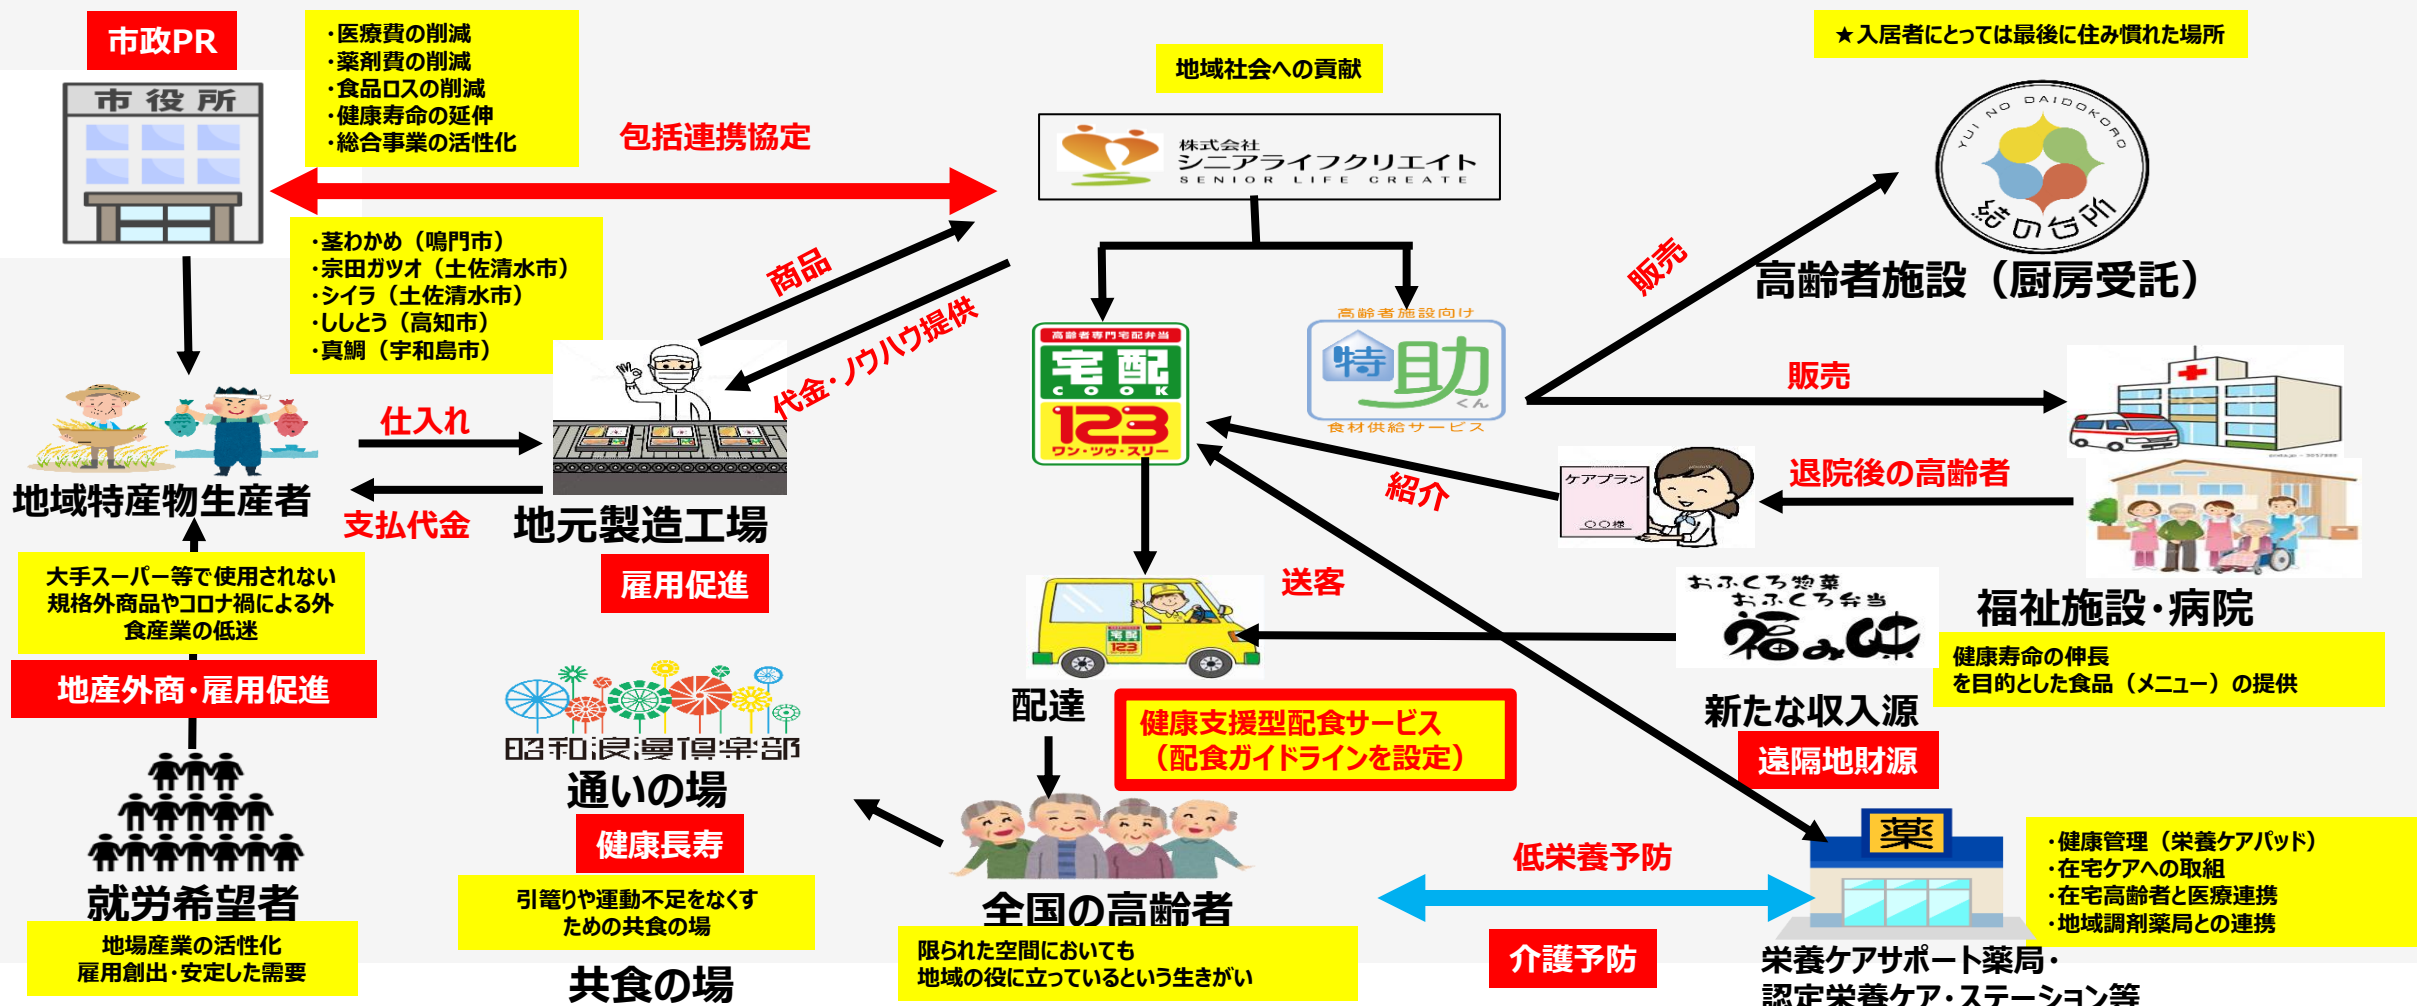 市政PR
市役所
・医療費の削減
・薬剤費の削減
・食品ロスの削減
・健康寿命の延伸
・総合事業の活性化
包括連携協定
地域社会への貢献
株式会社
シニアライフクリエイト
SENIOR LIFE CREATE
★入居者にとっては最後に住み慣れた場所
YUI NO DAIDOKORO
結の台所
高齢者施設（厨房受託）
・茎わかめ（鳴門市）
・宗田ガツオ（土佐清水市）
・シイラ（土佐清水市）
・ししとう（高知市）
・真鯛（宇和島市）
商品
代金・ノウハウ提供
高齢者専門宅配弁当
宅配
COOK
123
ワン・ツゥ・スリー
高齢者施設向け
特助
くん
食材供給サービス
販売
販売
仕入れ
支払代金
地域特産物生産者
地元製造工場
雇用促進
紹介
ケアプラン
○○様
退院後の高齢者
福祉施設・病院
健康寿命の伸長
を目的とした食品（メニュー）の提供
大手スーパー等で使用されない
規格外商品やコロナ禍による外
食産業の低迷
地産外商・雇用促進
就労希望者
地場産業の活性化
雇用創出・安定した需要
宅配
123
送客
おふくろ惣菜
おふくろ弁当
福み味
新たな収入源
遠隔地財源
配達
健康支援型配食サービス
（配食ガイドラインを設定）
昭和浪漫倶楽部
通いの場
健康長寿
引篭りや運動不足をなくす
ための共食の場
共食の場
全国の高齢者
限られた空間においても
地域の役に立っているという生きがい
低栄養予防
介護予防
薬
・健康管理（栄養ケアパッド）
・在宅ケアへの取組
・在宅高齢者と医療連携
・地域調剤薬局との連携
栄養ケアサポート薬局・
認定栄養ケア・ステーション等